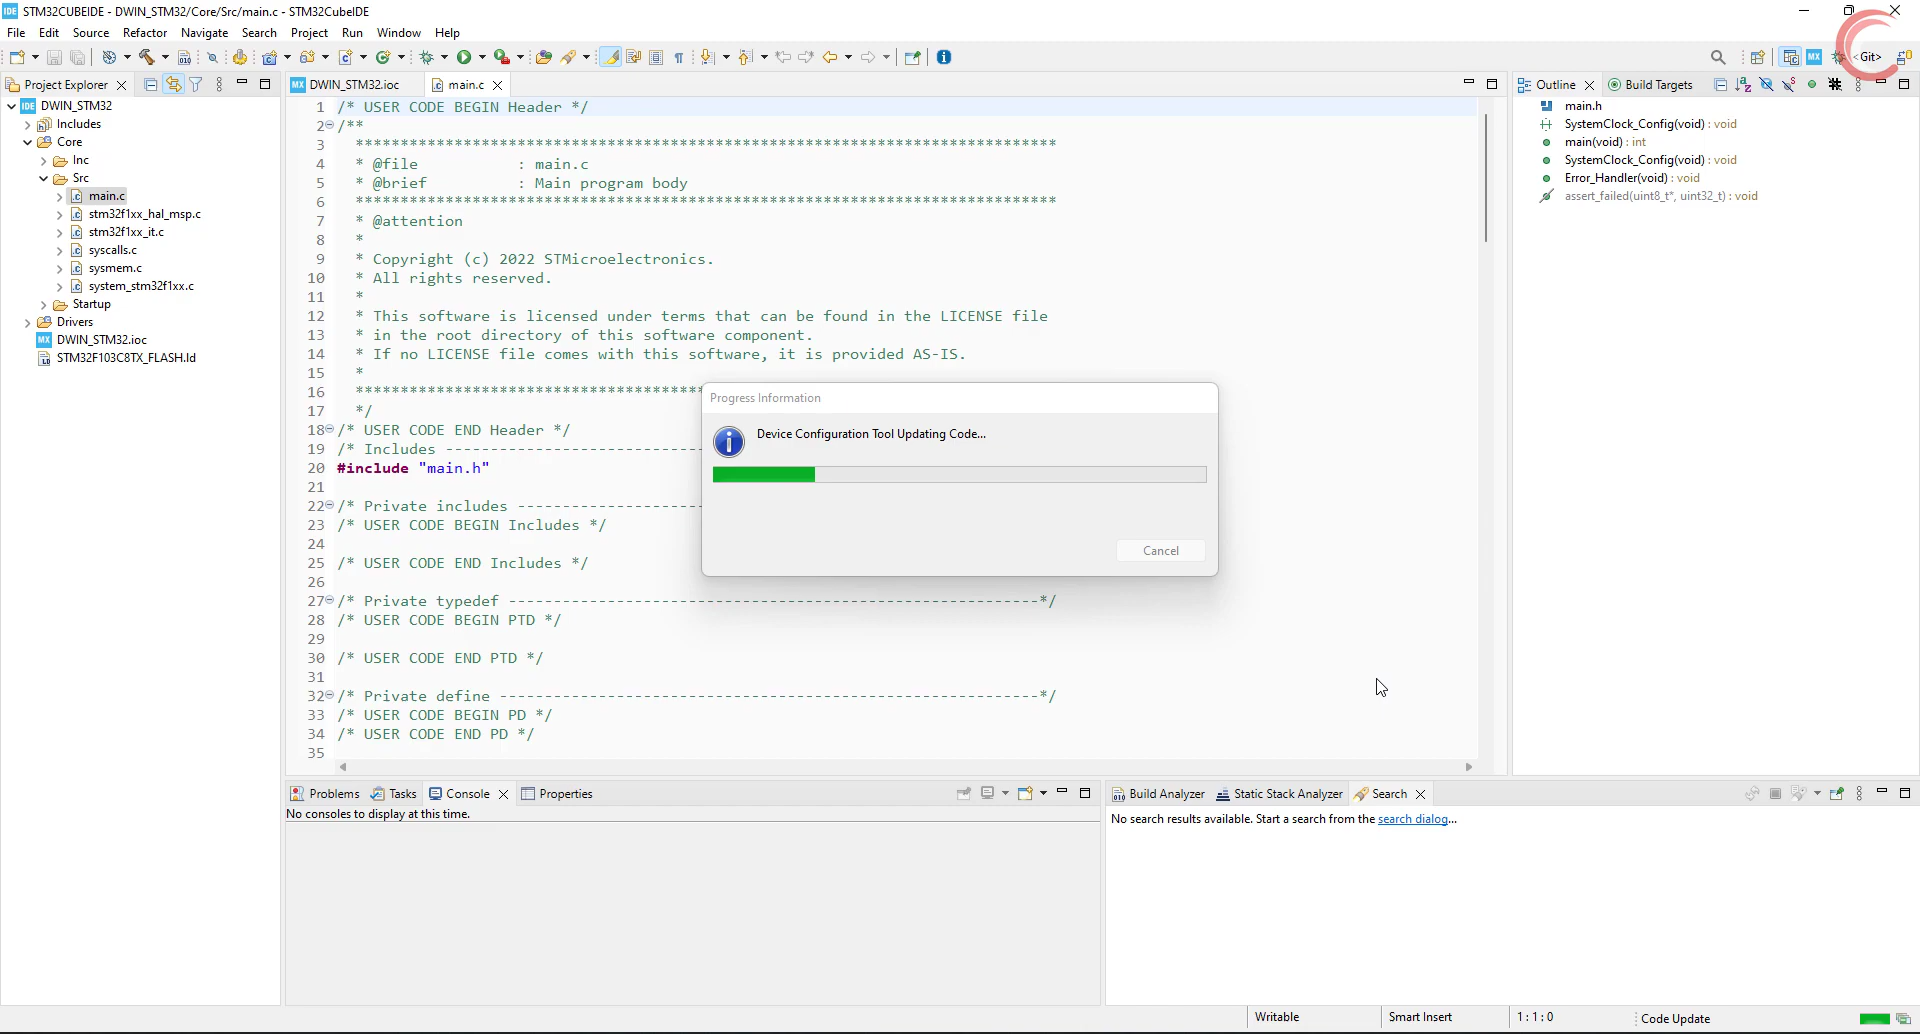 STM32CUBEIDE - DWIN_STM32/Core/Src/main.c - STM32CubeIDE
File Edit Source Refactor Navigate Search Project Run Window Help
<Git>
Project Explorer
DWIN_STM32
Includes
Core
Inc
Src
main.c
stm32f1xx_hal_msp.c
stm32f1xx_it.c
syscalls.c
sysmem.c
system_stm32f1xx.c
Startup
Drivers
DWIN_STM32.ioc
STM32F103C8TX_FLASH.ld
DWIN_STM32.ioc main.c
1 /* USER CODE BEGIN Header */
2 /**
3 ******************************************************************************
4 * @file : main.c
5 * @brief : Main program body
6 ******************************************************************************
7 * @attention
8 *
9 * Copyright (c) 2022 STMicroelectronics.
10 * All rights reserved.
11 *
12 * This software is licensed under terms that can be found in the LICENSE file
13 * in the root directory of this software component.
14 * If no LICENSE file comes with this software, it is provided AS-IS.
15 *
16 ***************************************
17 */
18 /* USER CODE END Header */
19 /* Includes -----------------------------
20 #include "main.h"
21
22 /* Private includes ---------------------
23 /* USER CODE BEGIN Includes */
24
25 /* USER CODE END Includes */
26
27 /* Private typedef -----------------------------------------------------------*/
28 /* USER CODE BEGIN PTD */
29
30 /* USER CODE END PTD */
31
32 /* Private define ------------------------------------------------------------*/
33 /* USER CODE BEGIN PD */
34 /* USER CODE END PD */
35
Progress Information
Device Configuration Tool Updating Code...
Cancel
Outline Build Targets
main.h
SystemClock_Config(void) : void
main(void) : int
SystemClock_Config(void) : void
Error_Handler(void) : void
assert_failed(uint8_t*, uint32_t) : void
Problems Tasks Console Properties
No consoles to display at this time.
Build Analyzer Static Stack Analyzer Search
No search results available. Start a search from the search dialog...
Writable Smart Insert 1 : 1 : 0 Code Update